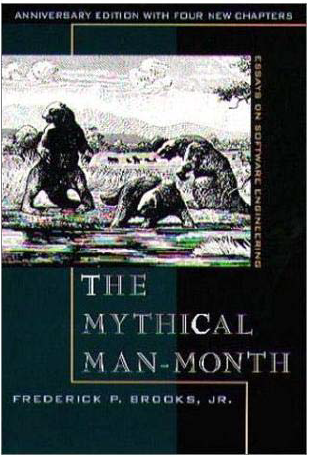 ANNIVERSARY EDITION WITH FOUR NEW CHAPTERS
ESSAYS ON SOFTWARE ENGINEERING
THE
MYTHICAL
MAN-MONTH
FREDERICK P. BROOKS, JR.